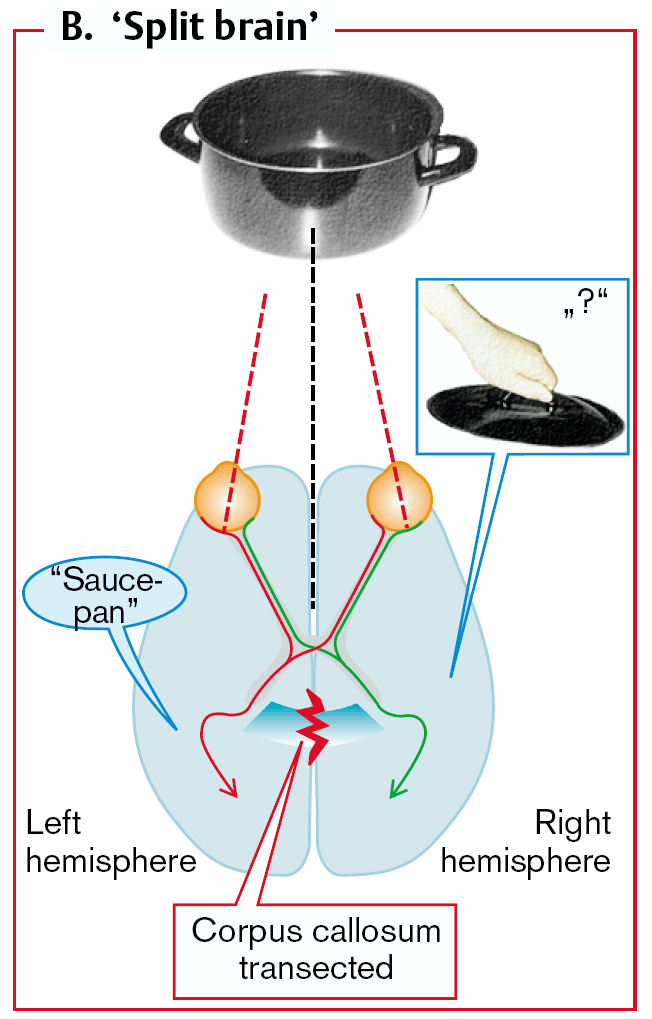 B. ‘Split brain’
„?“
“Sauce-
pan”
Left
hemisphere
Right
hemisphere
Corpus callosum
transected